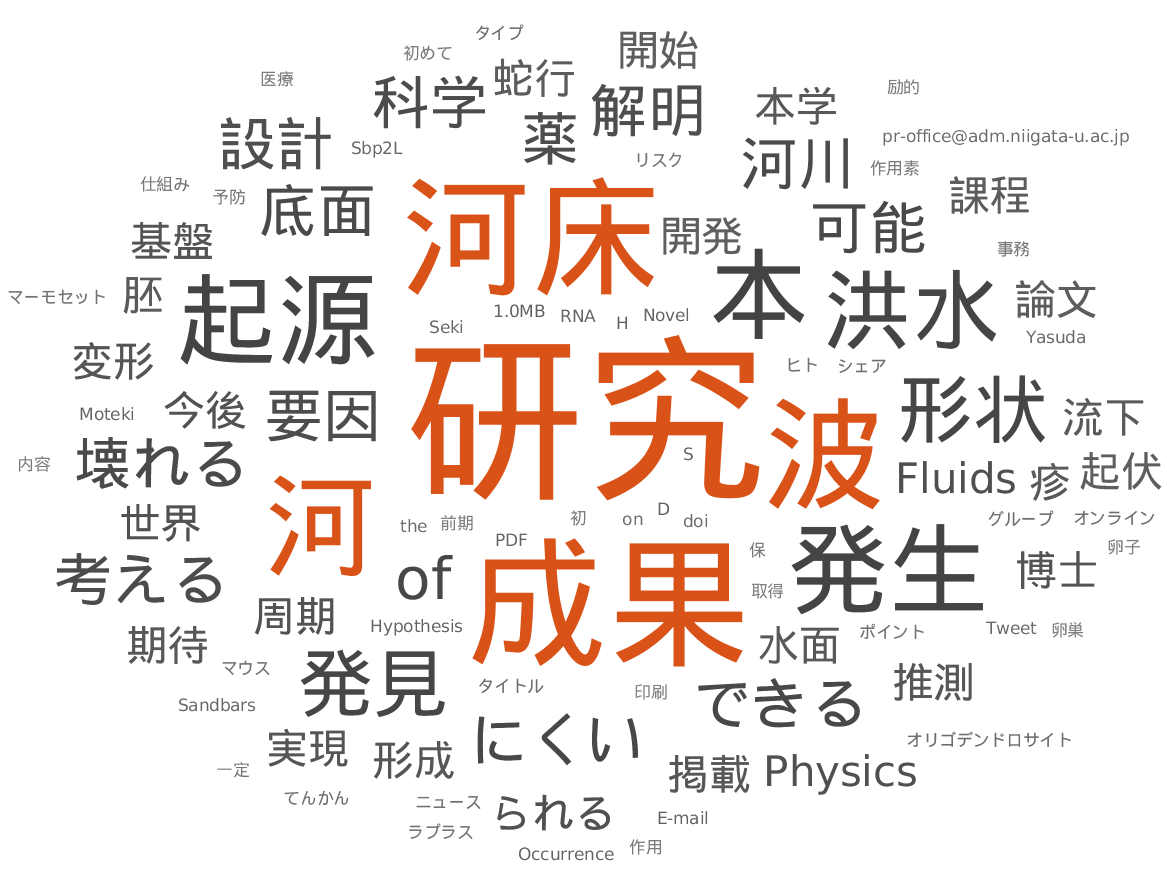 タイプ
初めて
開始
医療
蛇行
科学
解明
励的
本学
薬
設計
pr-office@adm.niigata-u.ac.jp
Sbp2L
リスク
河川
作用素
仕組み
予防
河床
課程
底面
可能
開発
基盤
事務
本
マーモセット
胚
起源
洪水
論文
1.0MB
RNA
H
Novel
Seki
Yasuda
変形
研究
ヒト
シェア
Moteki
今後
要因
波
形状
流下
内容
壊れる
S
Fluids
疹
起伏
河
世界
the
前期
初
on
D
doi
グループ
オンライン
PDF
保
発生
卵子
考える
of
成果
取得
博士
周期
Hypothesis
期待
水面
ポイント
Tweet
卵巣
マウス
発見
タイトル
印刷
推測
Sandbars
できる
実現
形成
にくい
オリゴデンドロサイト
一定
掲載
Physics
てんかん
ニュース
られる
ラプラス
E-mail
Occurrence
作用